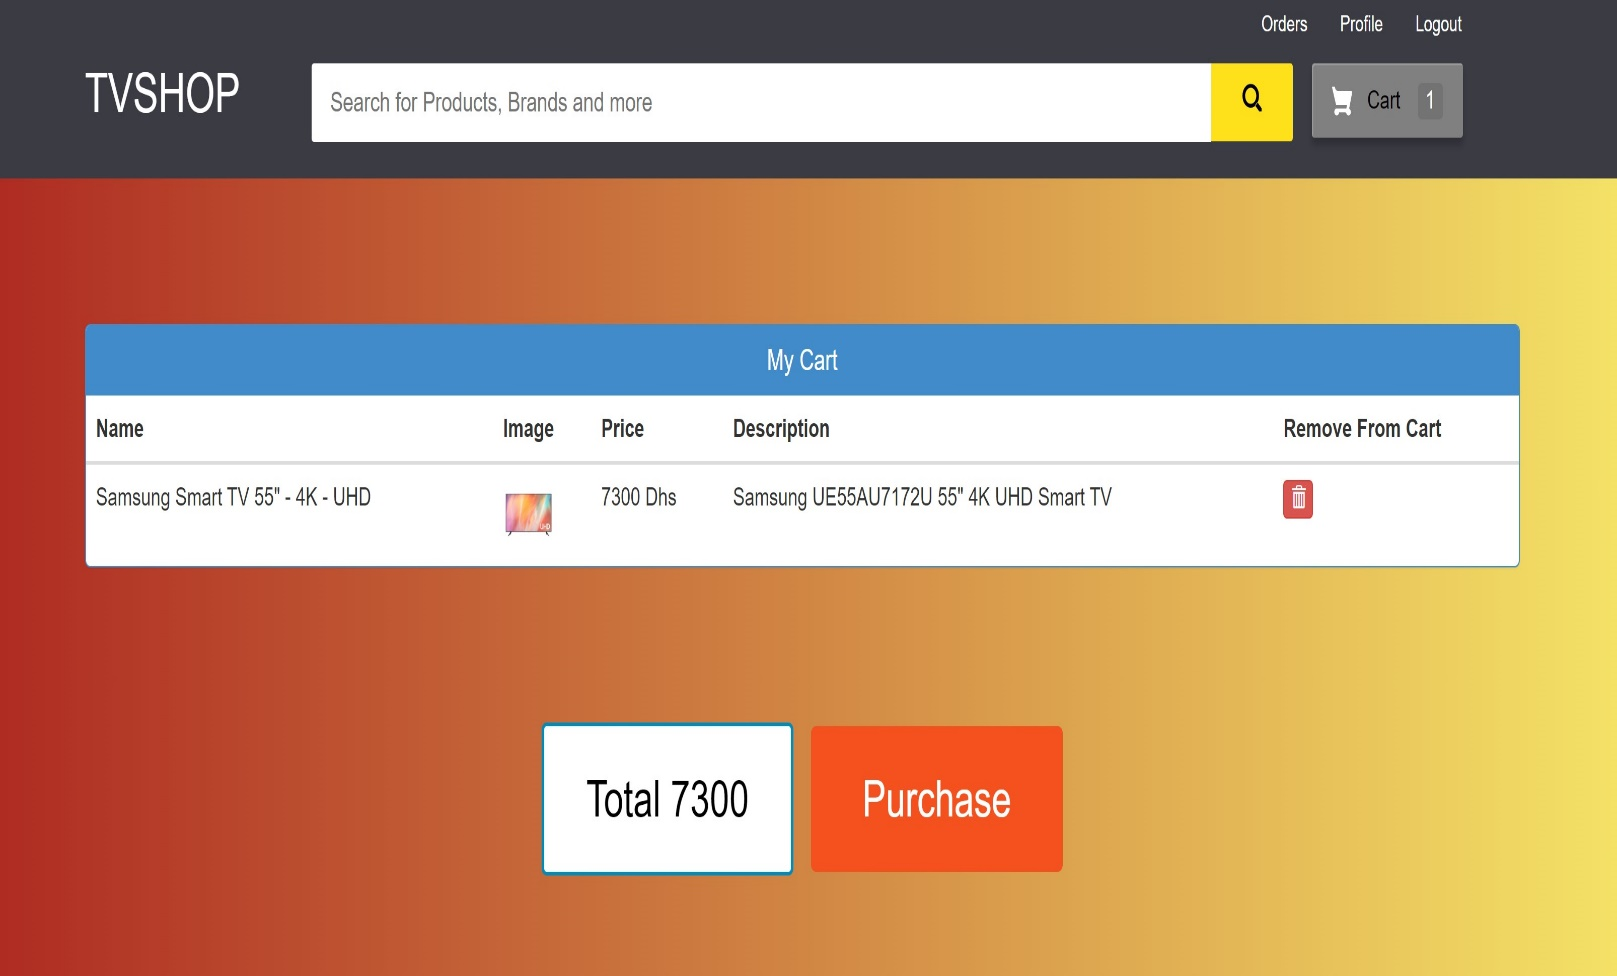 Orders Profile Logout
TVSHOP
Search for Products, Brands and more
Cart 1
My Cart
Name Image Price Description Remove From Cart
Samsung Smart TV 55" - 4K - UHD 7300 Dhs Samsung UE55AU7172U 55" 4K UHD Smart TV
UHD
Total 7300 Purchase